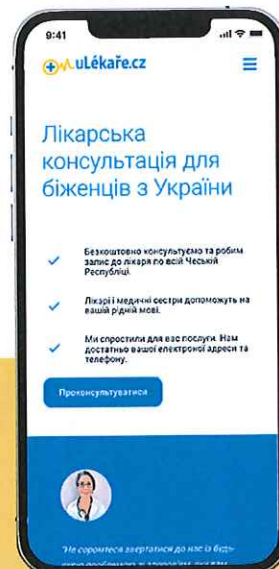 9:41
uLékaře.cz
Лікарська
консультація для
біженців з України
Безкоштовно консультуємо та робим
запис до лікаря по всій Чеській
Республіці.
Лікарі і медичні сестри допоможуть на
вашій рідній мові.
Ми спростили для вас послуги. Нам
достатньо вашої електроної адреси та
телефону.
Проконсультуватися
"Не соромтеся звертатися до нас із будь-